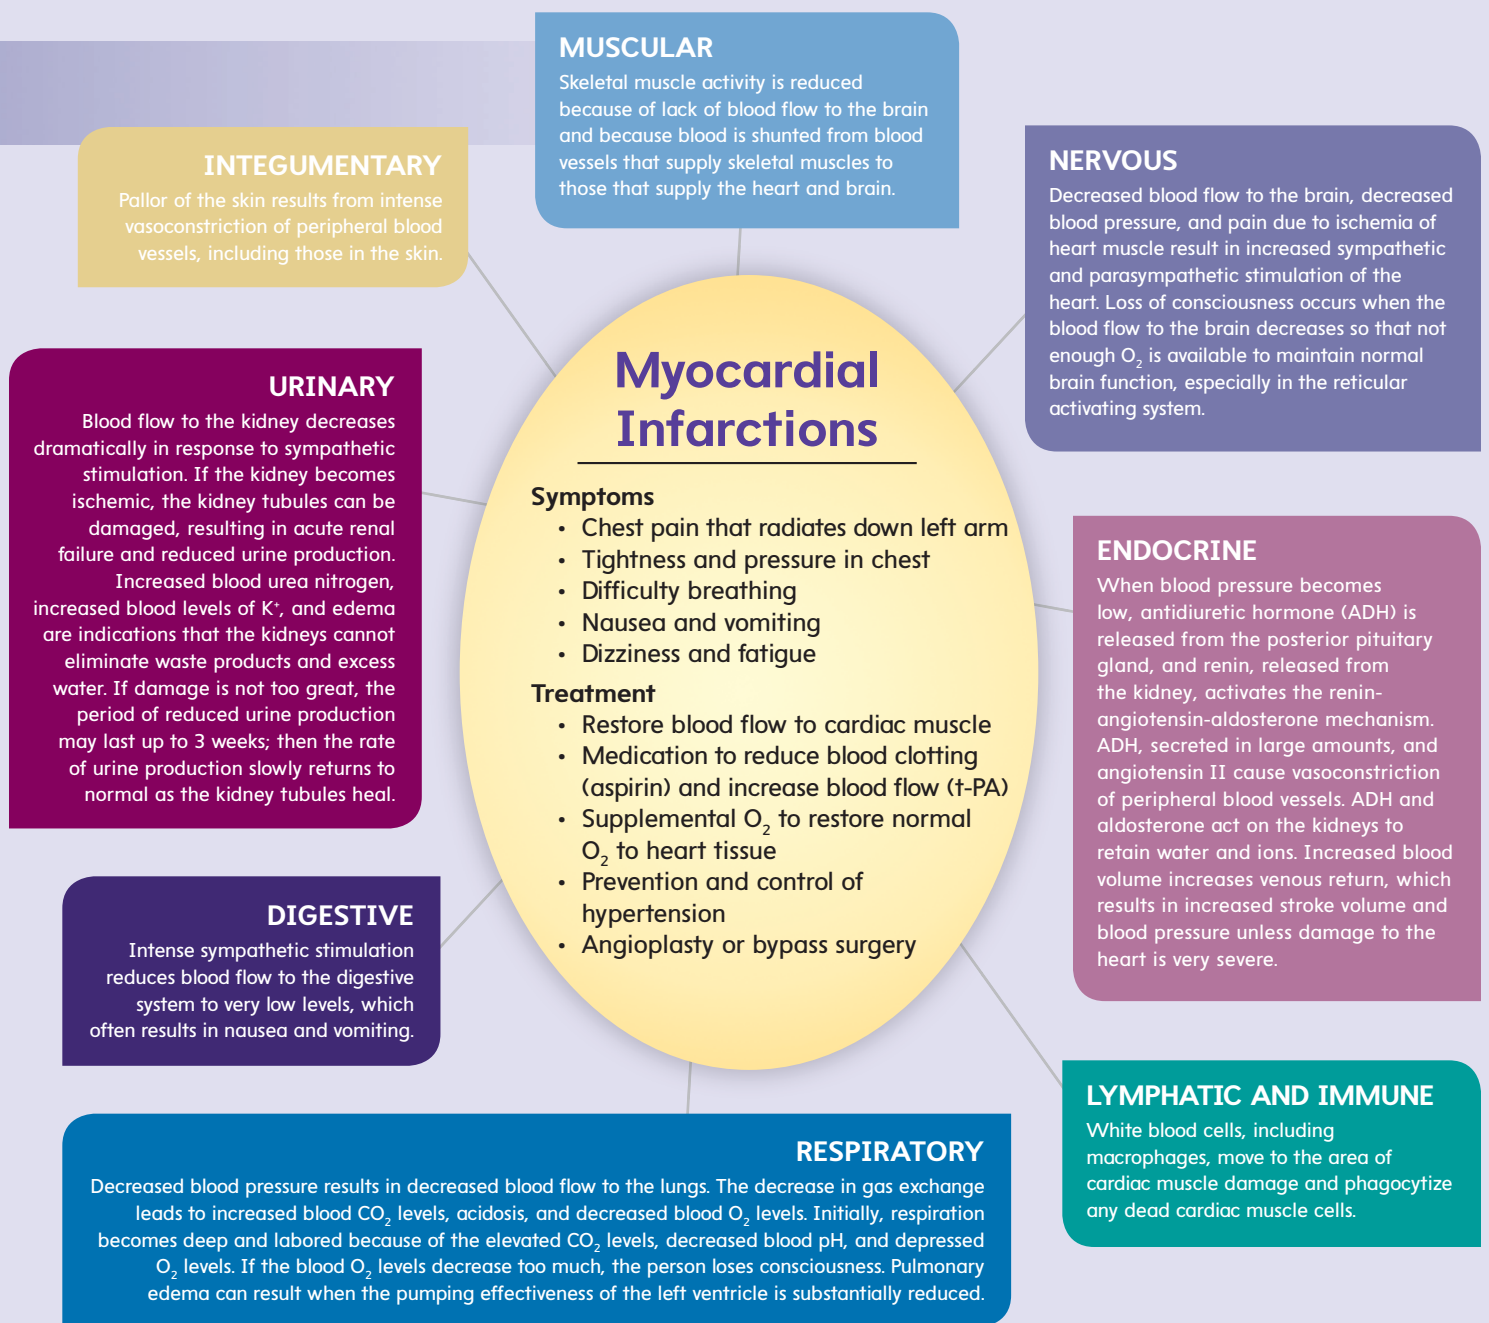 MUSCULAR
Skeletal muscle activity is reduced
because of lack of blood flow to the brain
and because blood is shunted from blood
vessels that supply skeletal muscles to
those that supply the heart and brain.
INTEGUMENTARY
Pallor of the skin results from intense
vasoconstriction of peripheral blood
vessels, including those in the skin.
NERVOUS
Decreased blood flow to the brain, decreased
blood pressure, and pain due to ischemia of
heart muscle result in increased sympathetic
and parasympathetic stimulation of the
heart. Loss of consciousness occurs when the
blood flow to the brain decreases so that not
enough O₂ is available to maintain normal
brain function, especially in the reticular
activating system.
URINARY
Blood flow to the kidney decreases
dramatically in response to sympathetic
stimulation. If the kidney becomes
ischemic, the kidney tubules can be
damaged, resulting in acute renal
failure and reduced urine production.
Increased blood urea nitrogen,
increased blood levels of K⁺, and edema
are indications that the kidneys cannot
eliminate waste products and excess
water. If damage is not too great, the
period of reduced urine production
may last up to 3 weeks; then the rate
of urine production slowly returns to
normal as the kidney tubules heal.
Myocardial
Infarctions
Symptoms
• Chest pain that radiates down left arm
• Tightness and pressure in chest
• Difficulty breathing
• Nausea and vomiting
• Dizziness and fatigue
Treatment
• Restore blood flow to cardiac muscle
• Medication to reduce blood clotting
(aspirin) and increase blood flow (t-PA)
• Supplemental O₂ to restore normal
O₂ to heart tissue
• Prevention and control of
hypertension
• Angioplasty or bypass surgery
ENDOCRINE
When blood pressure becomes
low, antidiuretic hormone (ADH) is
released from the posterior pituitary
gland, and renin, released from
the kidney, activates the renin-
angiotensin-aldosterone mechanism.
ADH, secreted in large amounts, and
angiotensin II cause vasoconstriction
of peripheral blood vessels. ADH and
aldosterone act on the kidneys to
retain water and ions. Increased blood
volume increases venous return, which
results in increased stroke volume and
blood pressure unless damage to the
heart is very severe.
DIGESTIVE
Intense sympathetic stimulation
reduces blood flow to the digestive
system to very low levels, which
often results in nausea and vomiting.
LYMPHATIC AND IMMUNE
White blood cells, including
macrophages, move to the area of
cardiac muscle damage and phagocytize
any dead cardiac muscle cells.
RESPIRATORY
Decreased blood pressure results in decreased blood flow to the lungs. The decrease in gas exchange
leads to increased blood CO₂ levels, acidosis, and decreased blood O₂ levels. Initially, respiration
becomes deep and labored because of the elevated CO₂ levels, decreased blood pH, and depressed
O₂ levels. If the blood O₂ levels decrease too much, the person loses consciousness. Pulmonary
edema can result when the pumping effectiveness of the left ventricle is substantially reduced.